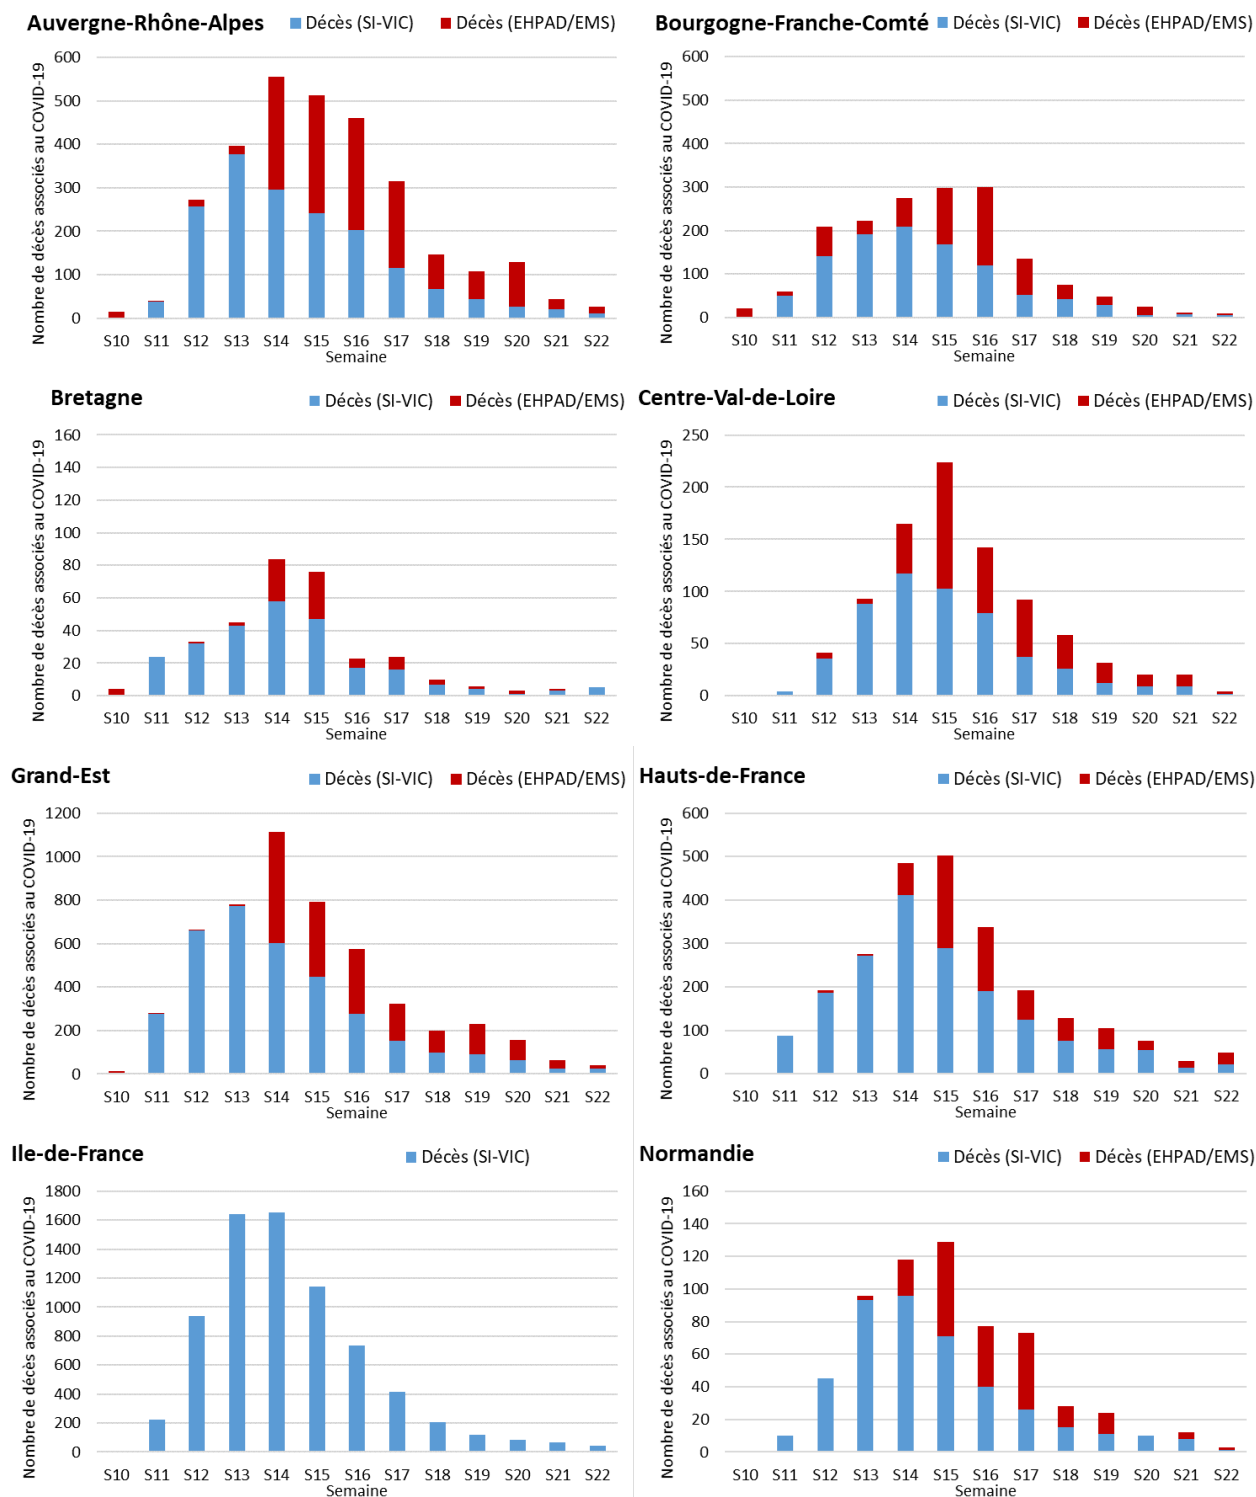 Auvergne-Rhône-Alpes
Décès (SI-VIC) Décès (EHPAD/EMS)
Nombre de décès associés au COVID-19
600
500
400
300
200
100
0
S10 S11 S12 S13 S14 S15 S16 S17 S18 S19 S20 S21 S22
Semaine
Bourgogne-Franche-Comté
Décès (SI-VIC) Décès (EHPAD/EMS)
Nombre de décès associés au COVID-19
600
500
400
300
200
100
0
S10 S11 S12 S13 S14 S15 S16 S17 S18 S19 S20 S21 S22
Semaine
Bretagne
Décès (SI-VIC) Décès (EHPAD/EMS)
Nombre de décès associés au COVID-19
160
140
120
100
80
60
40
20
0
S10 S11 S12 S13 S14 S15 S16 S17 S18 S19 S20 S21 S22
Semaine
Centre-Val-de-Loire
Décès (SI-VIC) Décès (EHPAD/EMS)
Nombre de décès associés au COVID-19
250
200
150
100
50
0
S10 S11 S12 S13 S14 S15 S16 S17 S18 S19 S20 S21 S22
Semaine
Grand-Est
Décès (SI-VIC) Décès (EHPAD/EMS)
Nombre de décès associés au COVID-19
1200
1000
800
600
400
200
0
S10 S11 S12 S13 S14 S15 S16 S17 S18 S19 S20 S21 S22
Semaine
Hauts-de-France
Décès (SI-VIC) Décès (EHPAD/EMS)
Nombre de décès associés au COVID-19
600
500
400
300
200
100
0
S10 S11 S12 S13 S14 S15 S16 S17 S18 S19 S20 S21 S22
Semaine
Ile-de-France
Décès (SI-VIC)
Nombre de décès associés au COVID-19
1800
1600
1400
1200
1000
800
600
400
200
0
S10 S11 S12 S13 S14 S15 S16 S17 S18 S19 S20 S21 S22
Semaine
Normandie
Décès (SI-VIC) Décès (EHPAD/EMS)
Nombre de décès associés au COVID-19
160
140
120
100
80
60
40
20
0
S10 S11 S12 S13 S14 S15 S16 S17 S18 S19 S20 S21 S22
Semaine